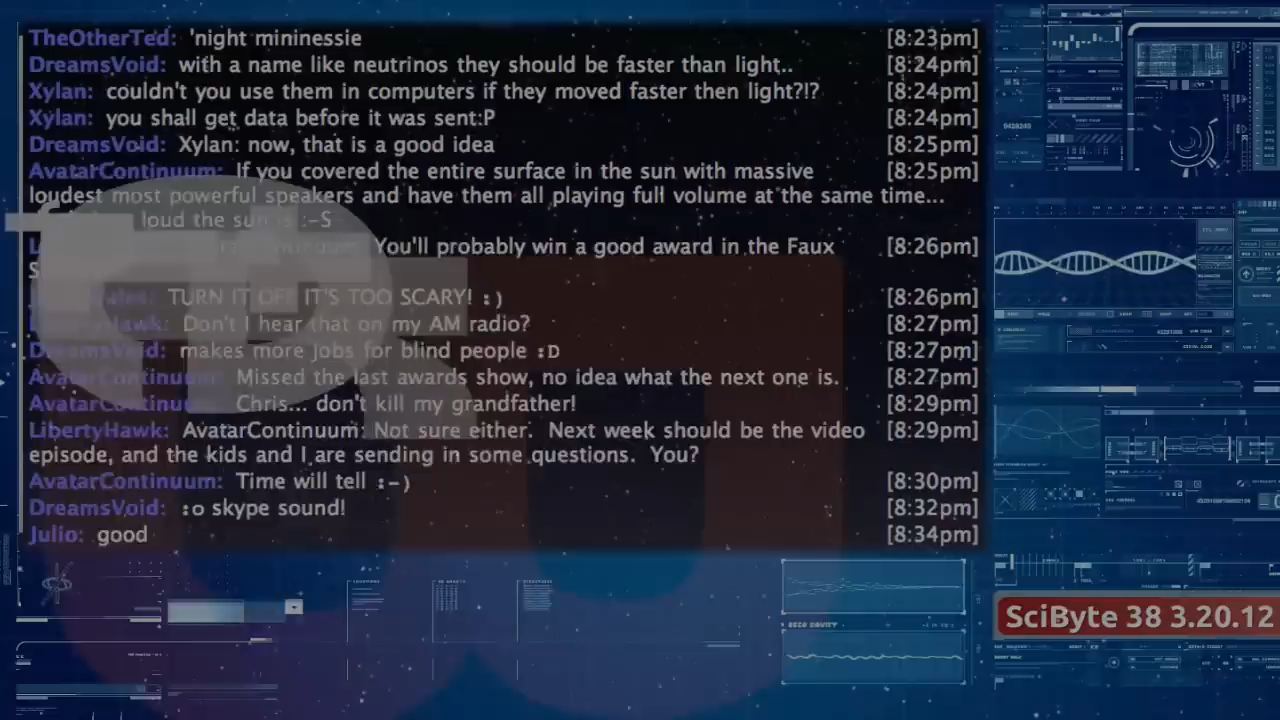 TheOtherTed: 'night mininessie [8:23pm]
DreamsVoid: with a name like neutrinos they should be faster than light.. [8:24pm]
Xylan: couldn't you use them in computers if they moved faster then light?!? [8:24pm]
Xylan: you shall get data before it was sent:P [8:24pm]
DreamsVoid: Xylan: now, that is a good idea [8:25pm]
AvatarContinuum: If you covered the entire surface in the sun with massive [8:25pm]
loudest most powerful speakers and have them all playing full volume at the same time...
loud the sun is :-S
You'll probably win a good award in the Faux [8:26pm]
TURN IT OFF IT'S TOO SCARY! :) [8:26pm]
LibertyHawk: Don't I hear that on my AM radio? [8:27pm]
DreamsVoid: makes more jobs for blind people :D [8:27pm]
AvatarContinuum: Missed the last awards show, no idea what the next one is. [8:27pm]
AvatarContinuum: Chris... don't kill my grandfather! [8:29pm]
LibertyHawk: AvatarContinuum: Not sure either. Next week should be the video [8:29pm]
episode, and the kids and I are sending in some questions. You?
AvatarContinuum: Time will tell :-) [8:30pm]
DreamsVoid: :o skype sound! [8:32pm]
Julio: good [8:34pm]
SciByte 38 3.20.12